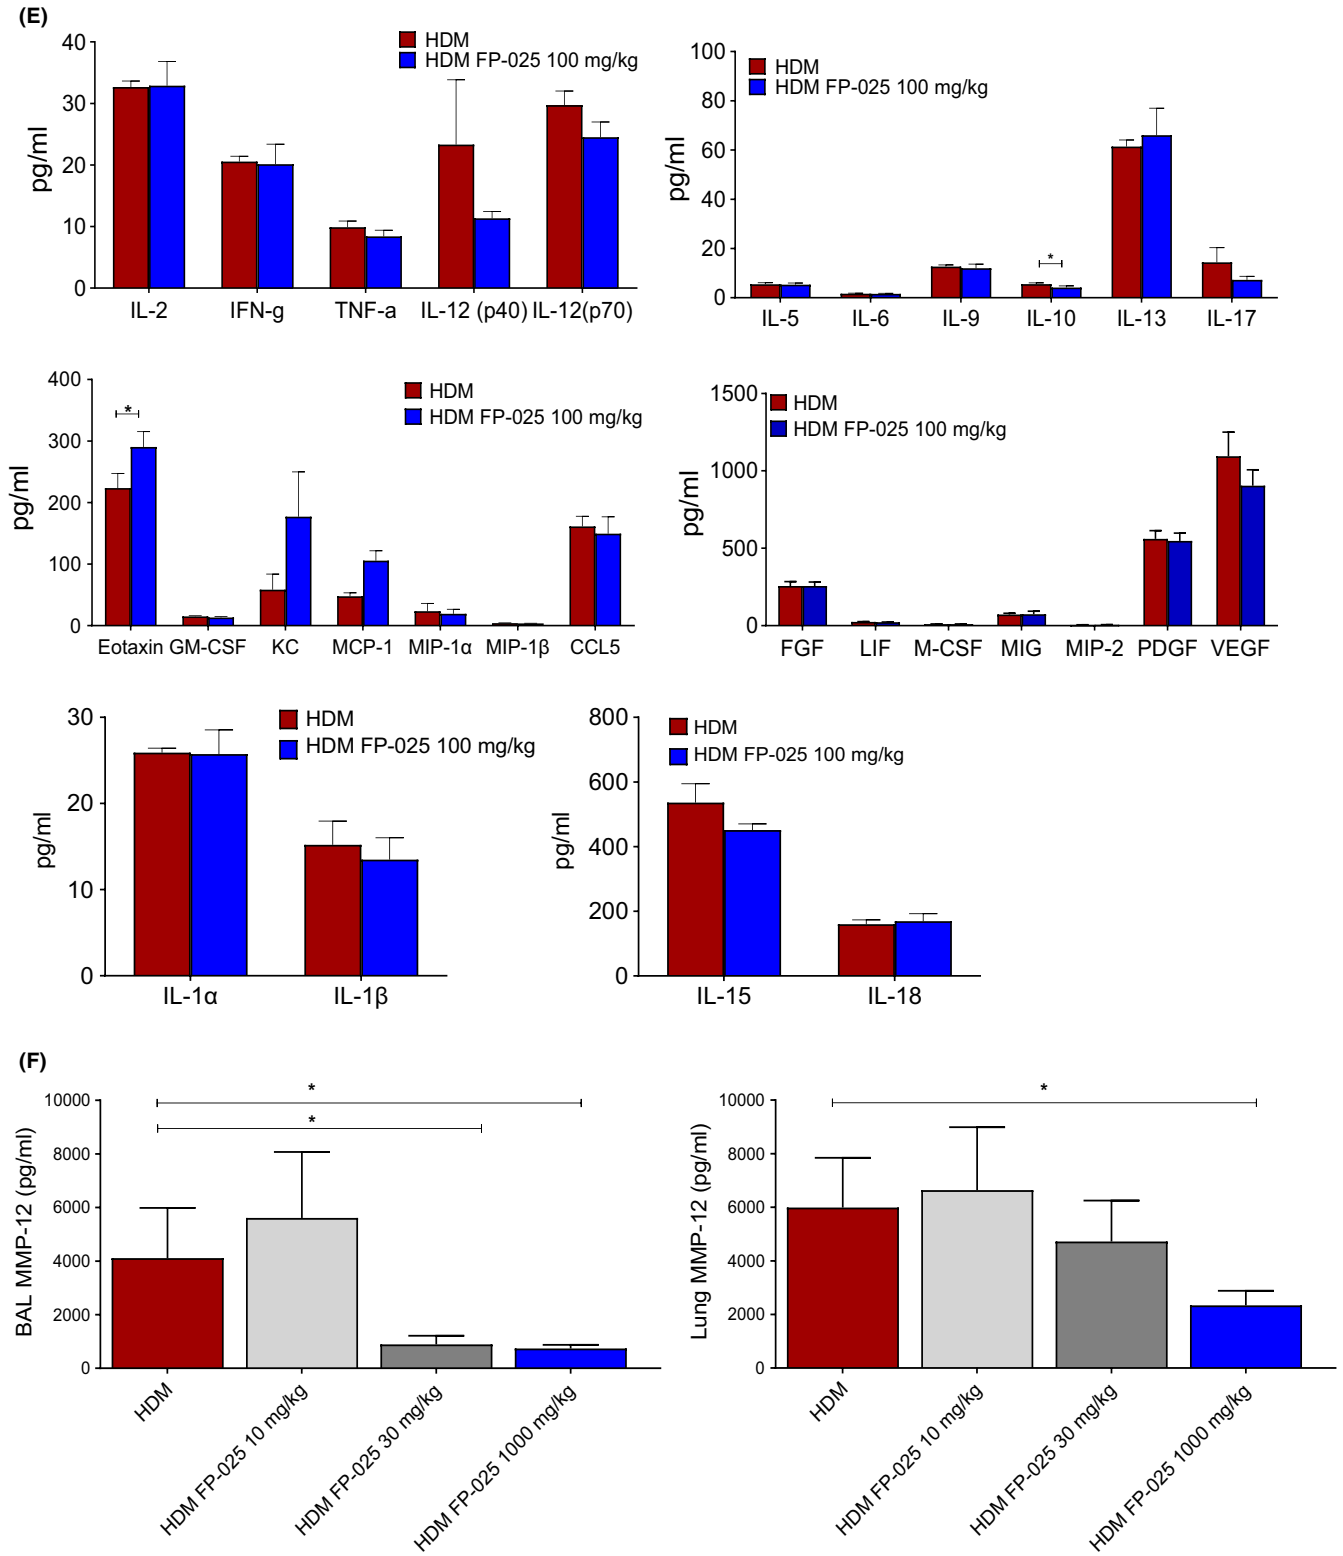 (E)
40
30
20
10
0
pg/ml
HDM
HDM FP-025 100 mg/kg
IL-2 IFN-g TNF-a IL-12 (p40) IL-12(p70)
100
80
60
40
20
0
pg/ml
HDM
HDM FP-025 100 mg/kg
*
IL-5 IL-6 IL-9 IL-10 IL-13 IL-17
400
300
200
100
0
pg/ml
HDM
HDM FP-025 100 mg/kg
*
Eotaxin GM-CSF KC MCP-1 MIP-1α MIP-1β CCL5
1500
1000
500
0
pg/ml
HDM
HDM FP-025 100 mg/kg
FGF LIF M-CSF MIG MIP-2 PDGF VEGF
30
20
10
0
pg/ml
HDM
HDM FP-025 100 mg/kg
IL-1α IL-1β
800
600
400
200
0
pg/ml
HDM
HDM FP-025 100 mg/kg
IL-15 IL-18
(F)
10000
8000
6000
4000
2000
0
BAL MMP-12 (pg/ml)
*
*
HDM
HDM FP-025 10 mg/kg
HDM FP-025 30 mg/kg
HDM FP-025 1000 mg/kg
10000
8000
6000
4000
2000
0
Lung MMP-12 (pg/ml)
*
HDM
HDM FP-025 10 mg/kg
HDM FP-025 30 mg/kg
HDM FP-025 1000 mg/kg